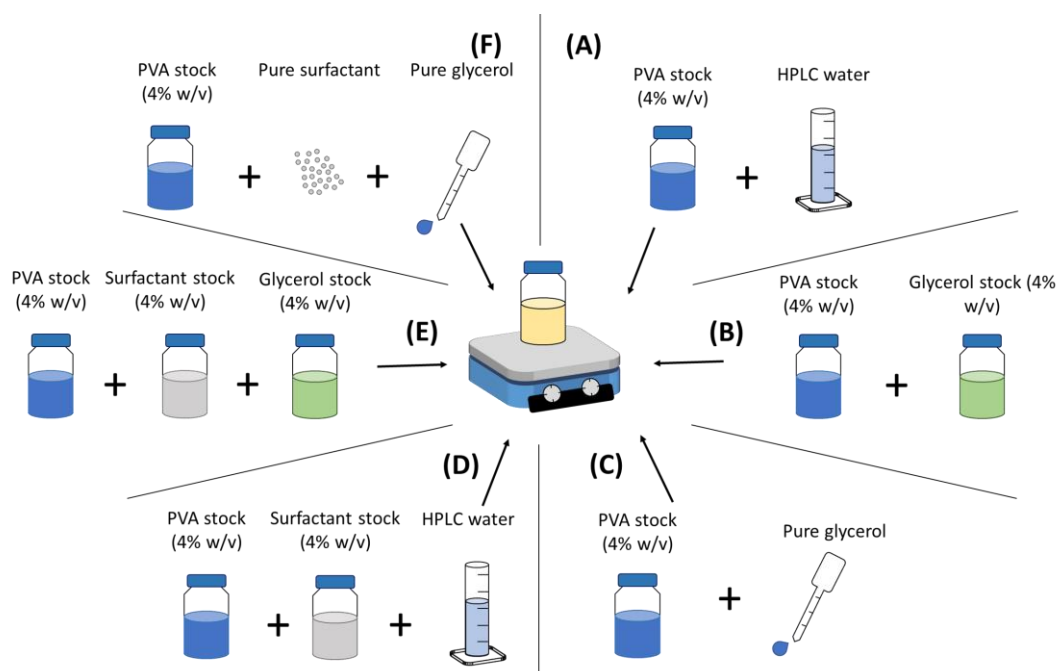 (F)
PVA stock
(4% w/v)
Pure surfactant
Pure glycerol
+
+
(A)
PVA stock
(4% w/v)
HPLC water
+
PVA stock
(4% w/v)
Surfactant stock
(4% w/v)
Glycerol stock
(4% w/v)
+
+
(E)
(B)
PVA stock
(4% w/v)
Glycerol stock (4%
w/v)
+
(D)
PVA stock
(4% w/v)
Surfactant stock
(4% w/v)
HPLC water
+
+
(C)
PVA stock
(4% w/v)
Pure glycerol
+